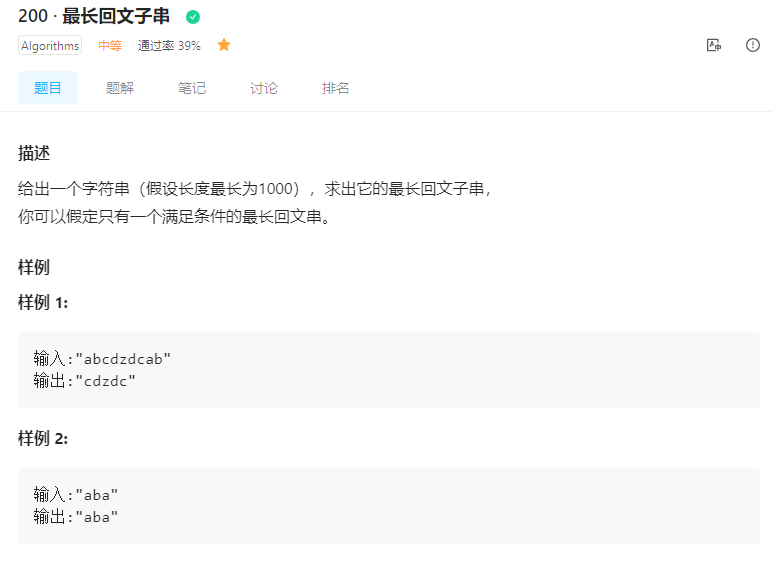 200 · 最长回文子串
Algorithms 中等 通过率 39%
题目 题解 笔记 讨论 排名
描述
给出一个字符串（假设长度最长为1000），求出它的最长回文子串，
你可以假定只有一个满足条件的最长回文串。
样例
样例 1:
输入:"abcdzdcab"
输出:"cdzdc"
样例 2:
输入:"aba"
输出:"aba"